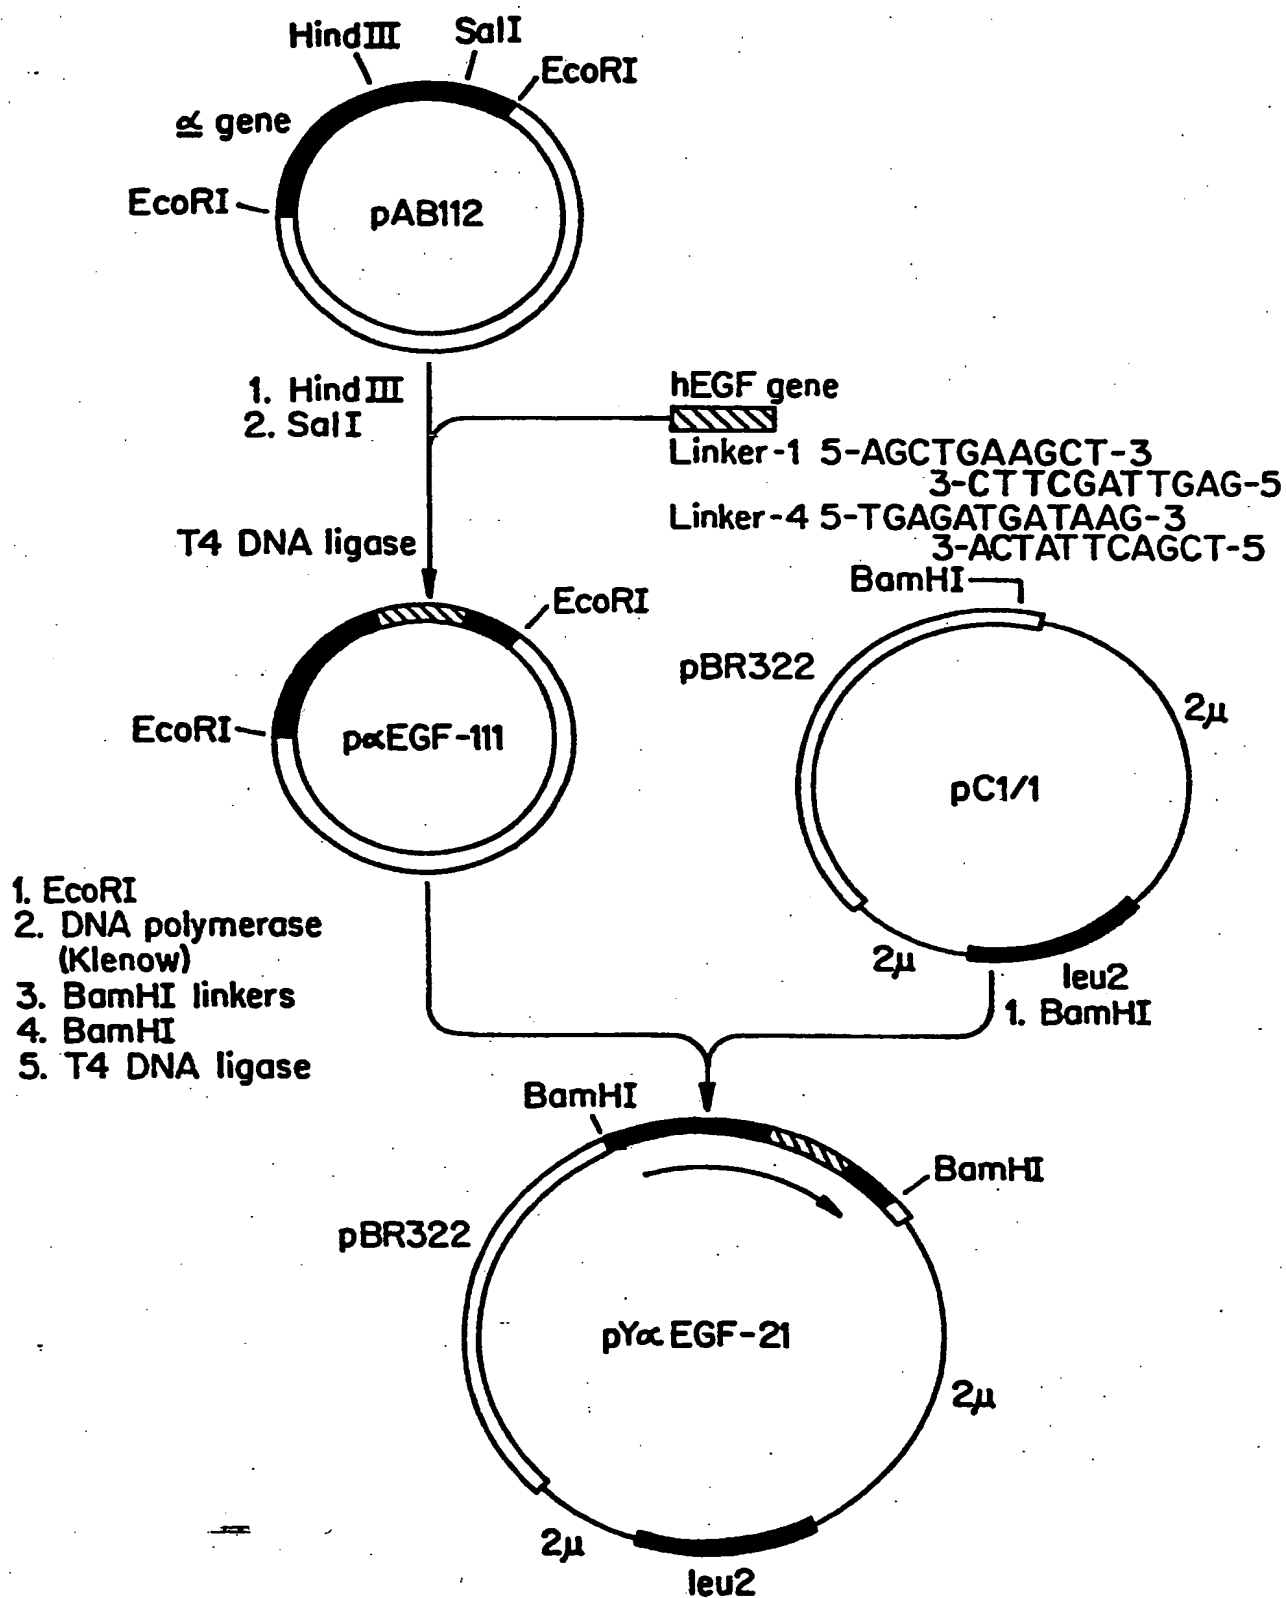 HindIII
SalI
EcoRI
α gene
EcoRI
pAB112
1. HindIII
2. SalI
hEGF gene
Linker-1 5-AGCTGAAGCT-3
3-CTTCGATTGAG-5
Linker-4 5-TGAGATGATAAG-3
3-ACTATTCAGCT-5
T4 DNA ligase
BamHI
EcoRI
pBR322
2μ
EcoRI
pαEGF-111
pC1/1
1. EcoRI
2. DNA polymerase
(Klenow)
3. BamHI linkers
4. BamHI
5. T4 DNA ligase
2μ
leu2
1. BamHI
BamHI
BamHI
pBR322
pYαEGF-21
2μ
2μ
leu2